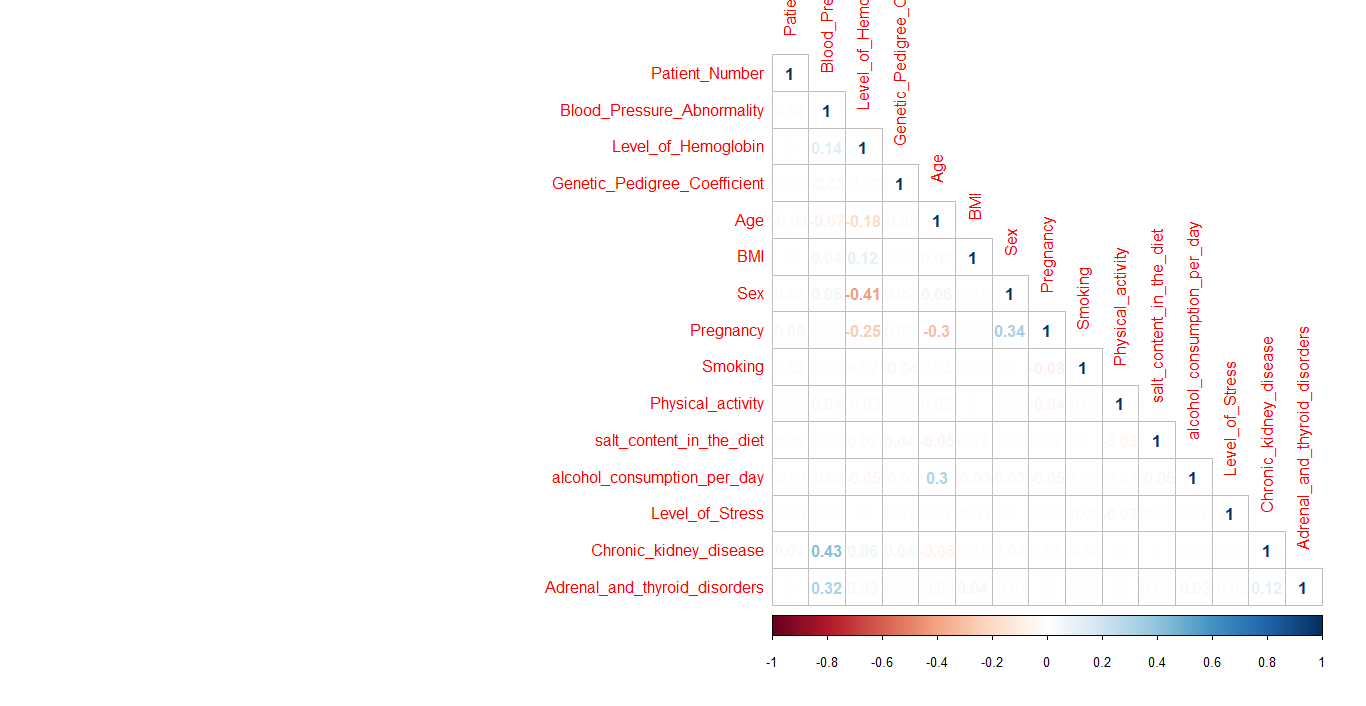 Patie
Blood_Pre
Level_of_Hemo
Genetic_Pedigree_C
Age
BMI
Sex
Pregnancy
Smoking
Physical_activity
salt_content_in_the_diet
alcohol_consumption_per_day
Level_of_Stress
Chronic_kidney_disease
Adrenal_and_thyroid_disorders
Patient_Number 1
Blood_Pressure_Abnormality 1
Level_of_Hemoglobin 0.14 1
Genetic_Pedigree_Coefficient 1
Age -0.07 -0.18 1
BMI 0.04 0.12 1
Sex 0.05 -0.41 0.06 1
Pregnancy -0.25 -0.3 0.34 1
Smoking -0.08 1
Physical_activity 0.04 -0.04 1
salt_content_in_the_diet -0.05 1
alcohol_consumption_per_day -0.05 0.3 -0.05 -0.05 1
Level_of_Stress 1
Chronic_kidney_disease 0.43 0.06 0.04 -0.06 1
Adrenal_and_thyroid_disorders 0.32 0.04 0.12 1
-1 -0.8 -0.6 -0.4 -0.2 0 0.2 0.4 0.6 0.8 1